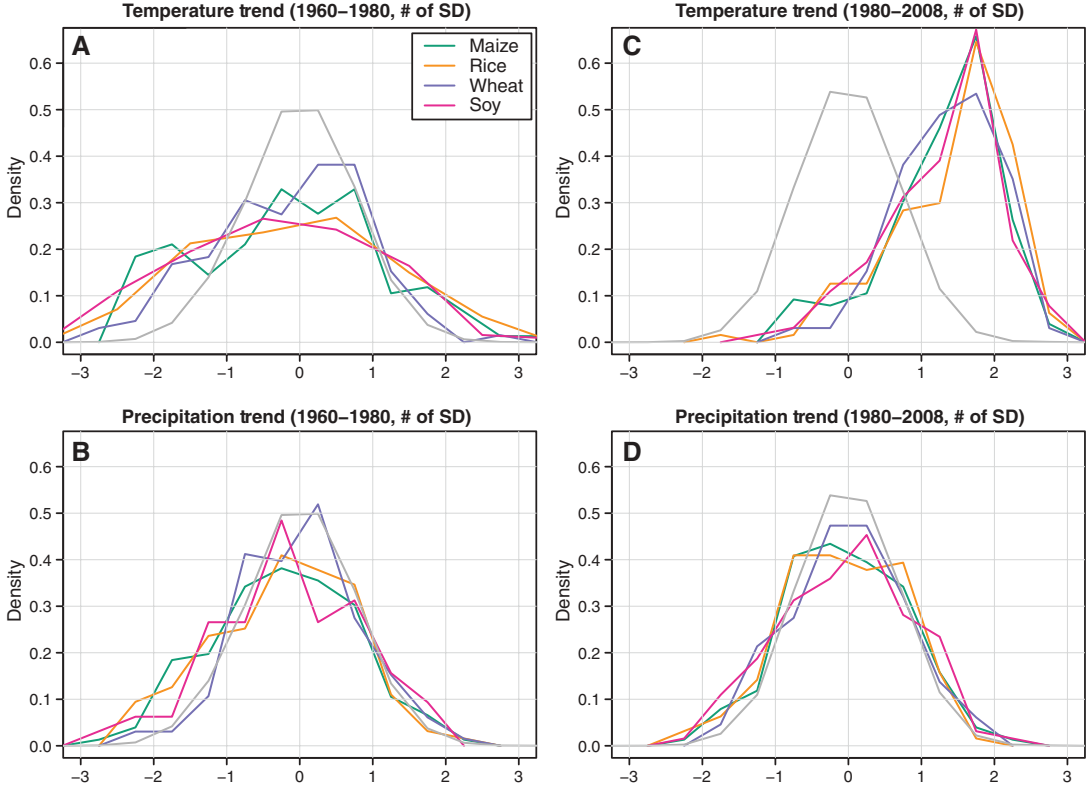 Temperature trend (1960–1980, # of SD)
A
Maize
Rice
Wheat
Soy
Density
0.6
0.5
0.4
0.3
0.2
0.1
0.0
−3 −2 −1 0 1 2 3
Temperature trend (1980–2008, # of SD)
C
Density
0.6
0.5
0.4
0.3
0.2
0.1
0.0
−3 −2 −1 0 1 2 3
Precipitation trend (1960–1980, # of SD)
B
Density
0.6
0.5
0.4
0.3
0.2
0.1
0.0
−3 −2 −1 0 1 2 3
Precipitation trend (1980–2008, # of SD)
D
Density
0.6
0.5
0.4
0.3
0.2
0.1
0.0
−3 −2 −1 0 1 2 3